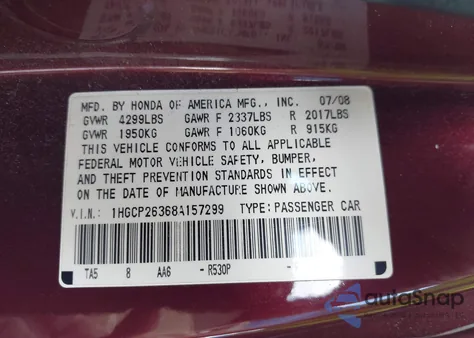 MFD. BY HONDA OF AMERICA MFG., INC. 07/08
GVWR 4299LBS GAWR F 2337LBS R 2017LBS
GVWR 1950KG GAWR F 1060KG R 915KG
THIS VEHICLE CONFORMS TO ALL APPLICABLE
FEDERAL MOTOR VEHICLE SAFETY, BUMPER,
AND THEFT PREVENTION STANDARDS IN EFFECT
ON THE DATE OF MANUFACTURE SHOWN ABOVE.
V.I.N.: 1HGCP26368A157299 TYPE: PASSENGER CAR
TA5 8 AA6 - R530P -
autoSnap